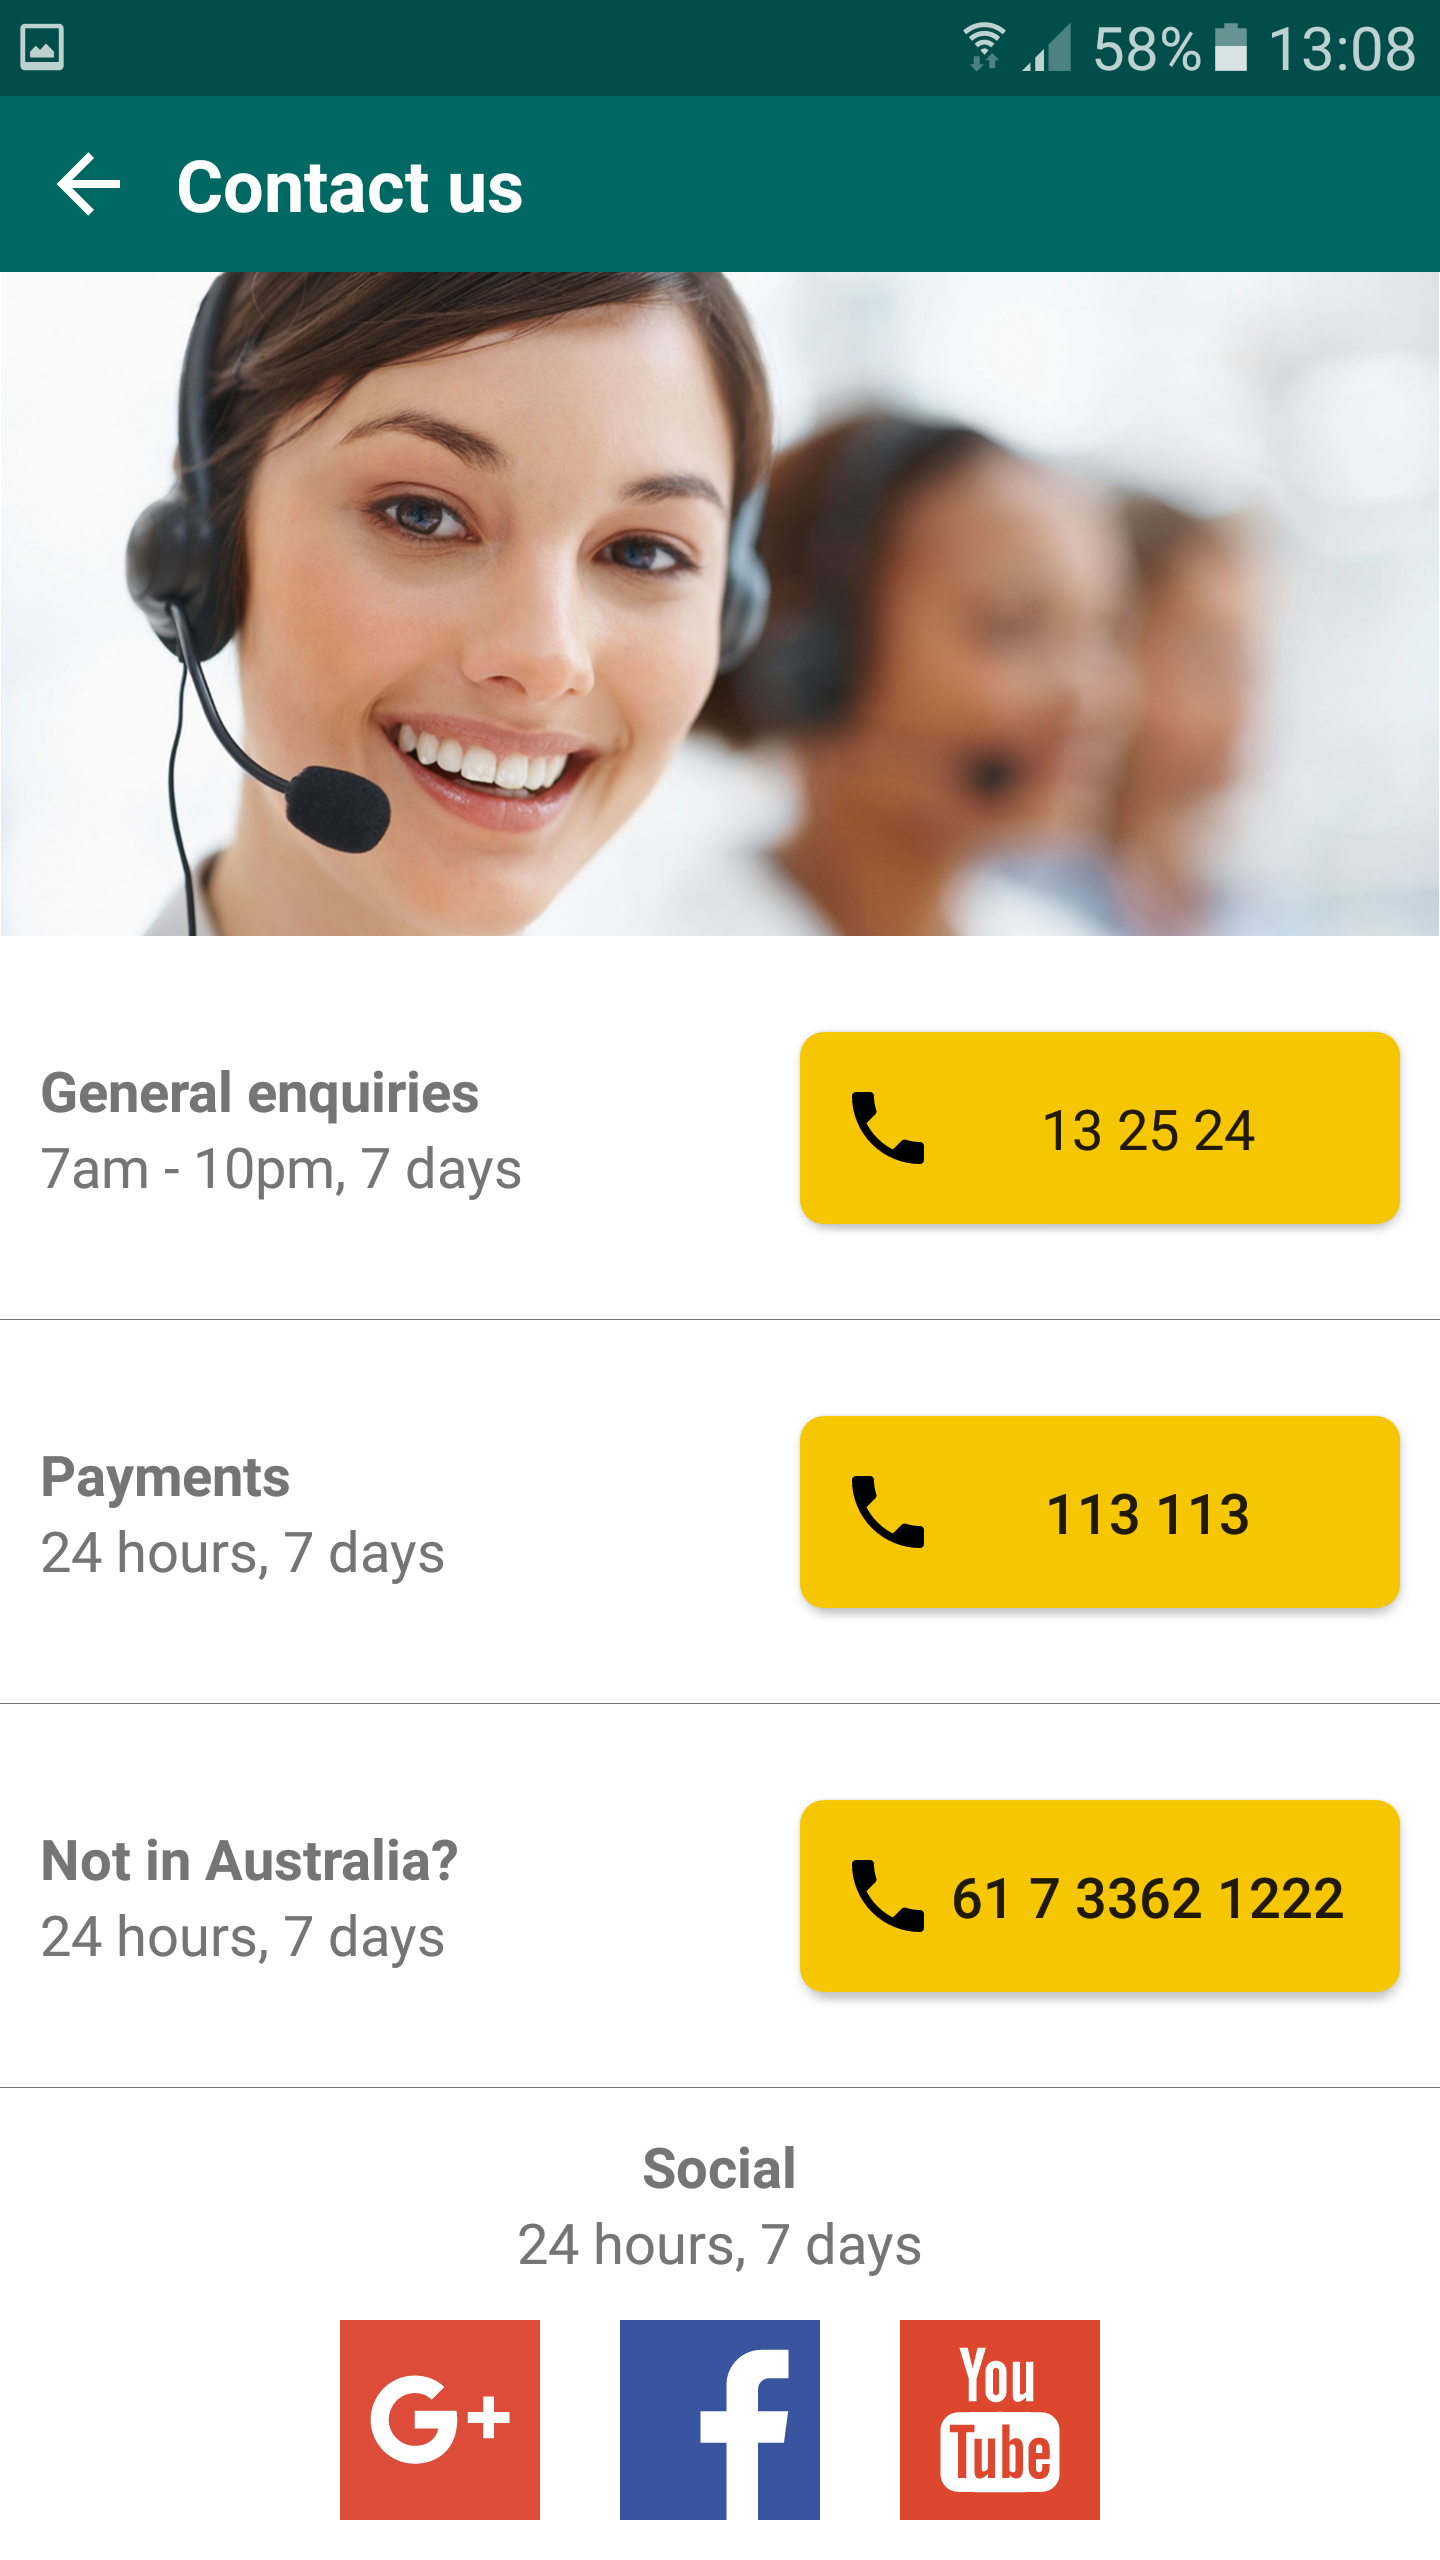 58% 13:08
Contact us
General enquiries
7am - 10pm, 7 days
13 25 24
Payments
24 hours, 7 days
113 113
Not in Australia?
24 hours, 7 days
61 7 3362 1222
Social
24 hours, 7 days
G+
f
You
Tube